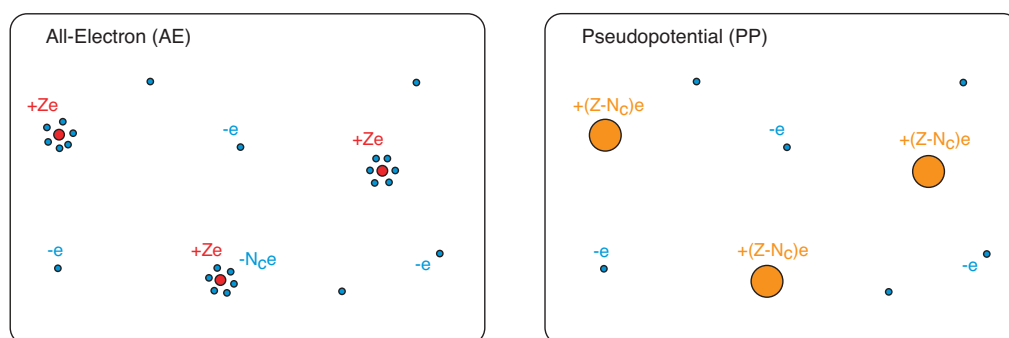 All-Electron (AE)
+Ze
-e
+Ze
-e
+Ze
-N_ce
-e
Pseudopotential (PP)
+(Z-N_c)e
-e
+(Z-N_c)e
-e
+(Z-N_c)e
-e